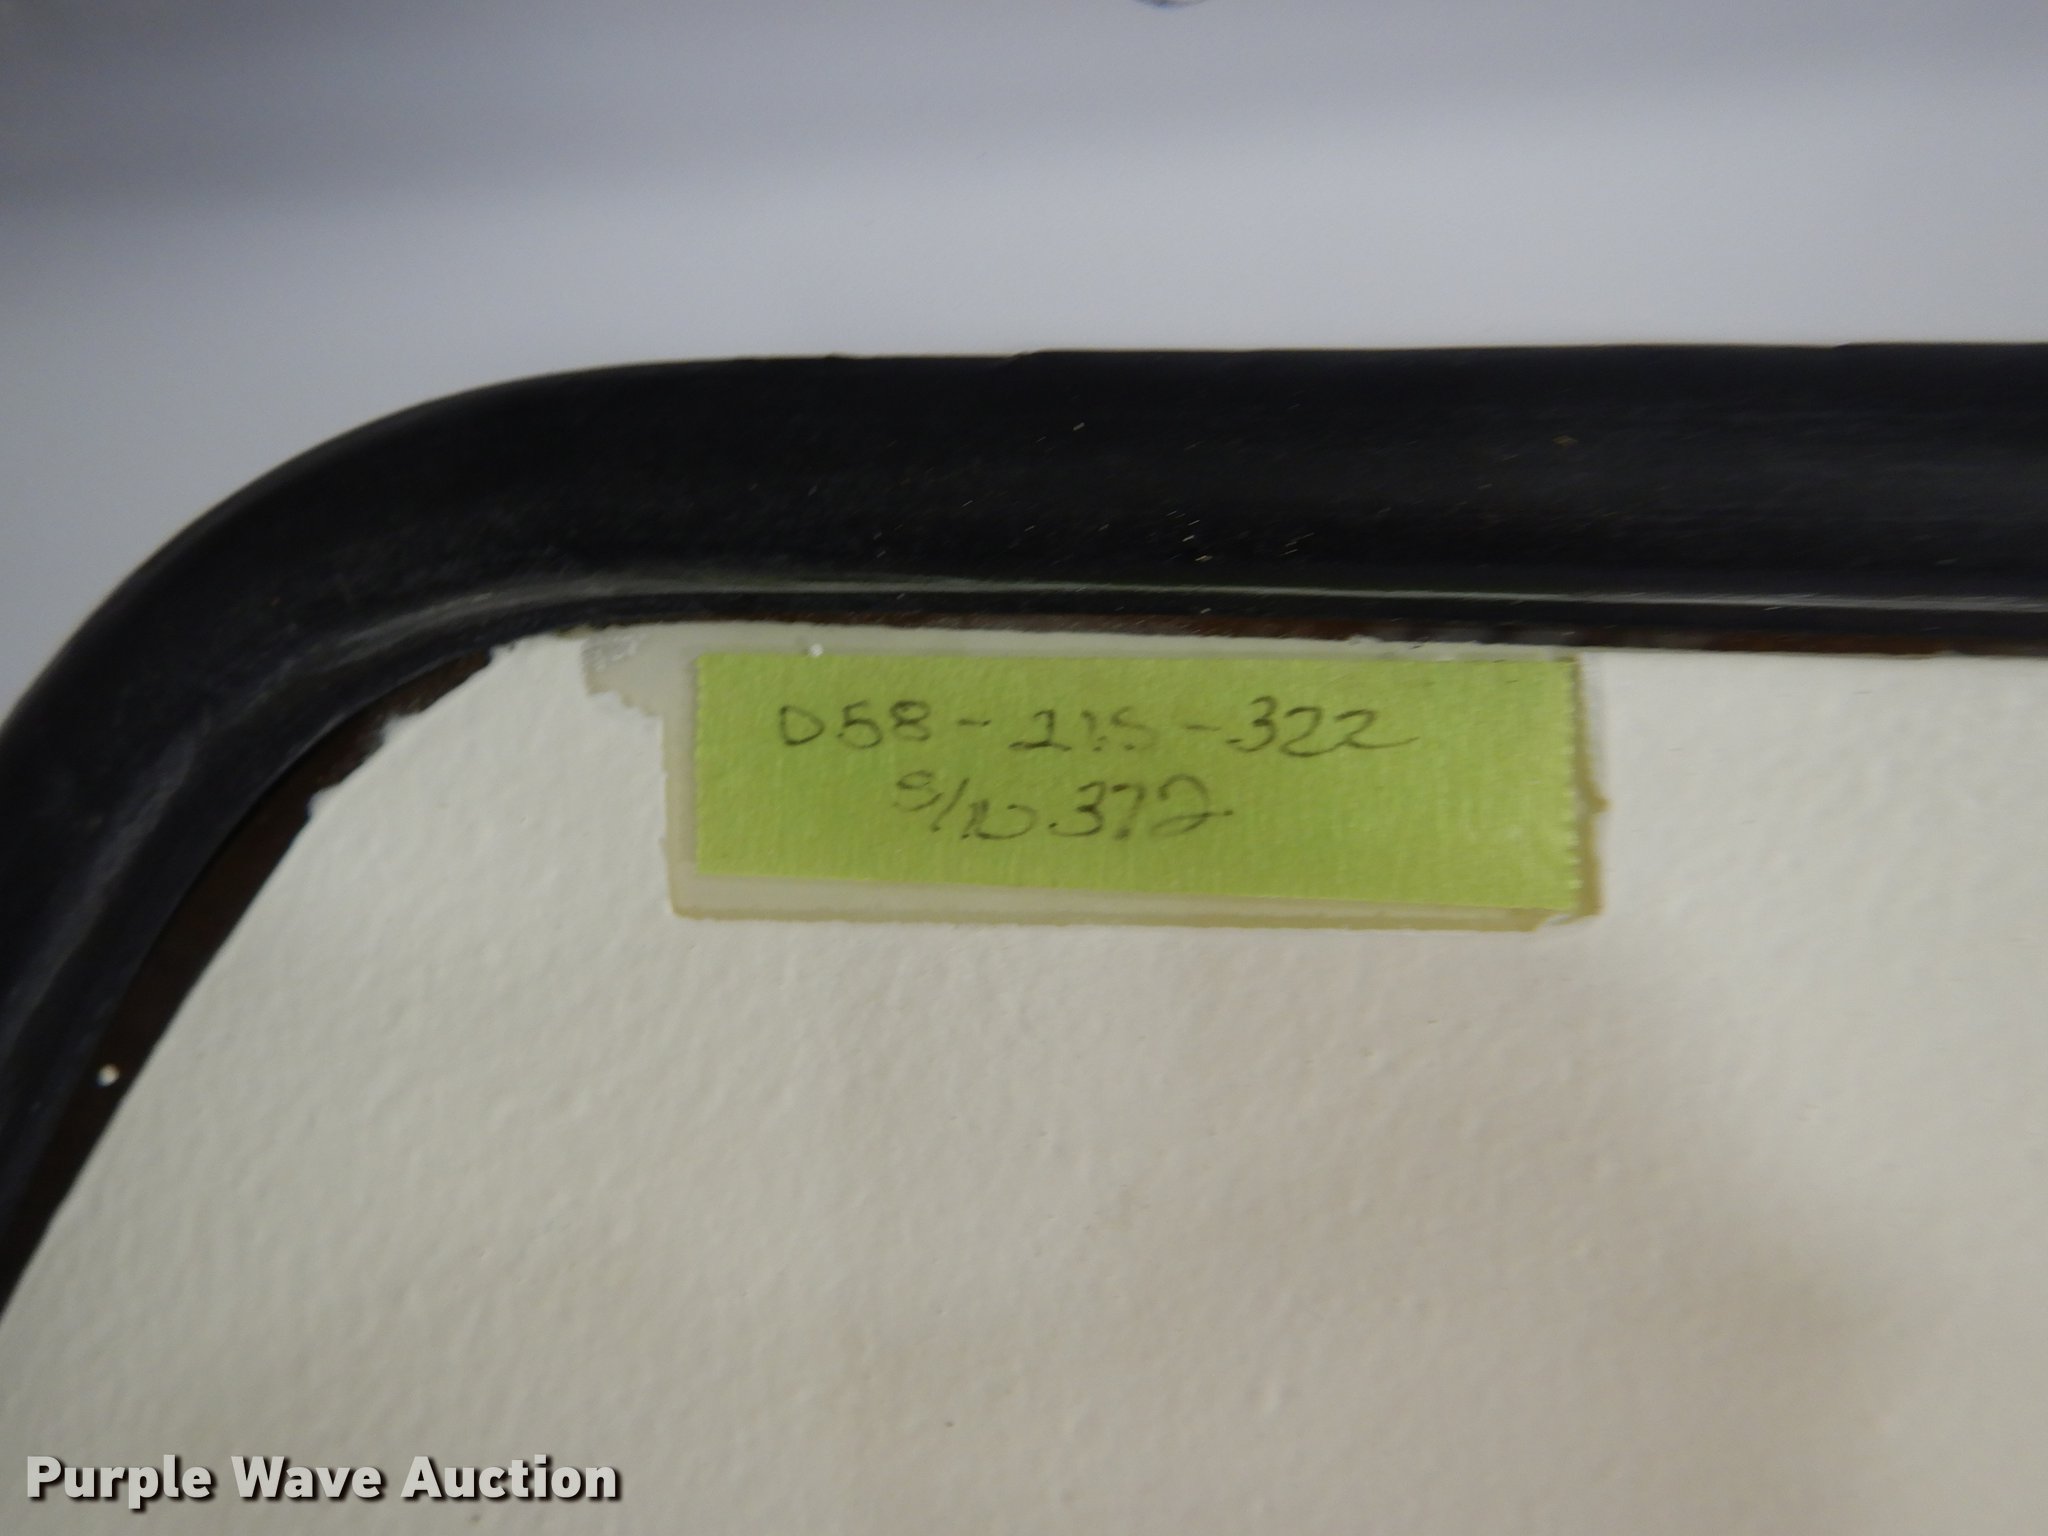 D58-215-322
S/N 372
Purple Wave Auction